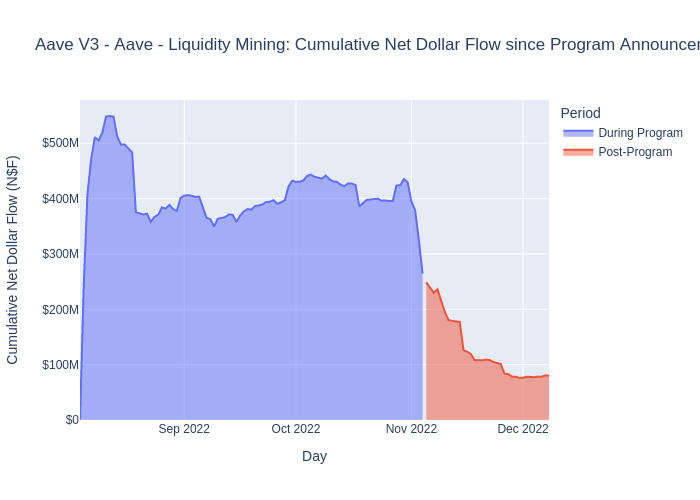 Aave V3 - Aave - Liquidity Mining: Cumulative Net Dollar Flow since Program
Period
During Program
Post-Program
Cumulative Net Dollar Flow (N$F)
$500M
$400M
$300M
$200M
$100M
$0
Sep 2022 Oct 2022 Nov 2022 Dec 2022
Day